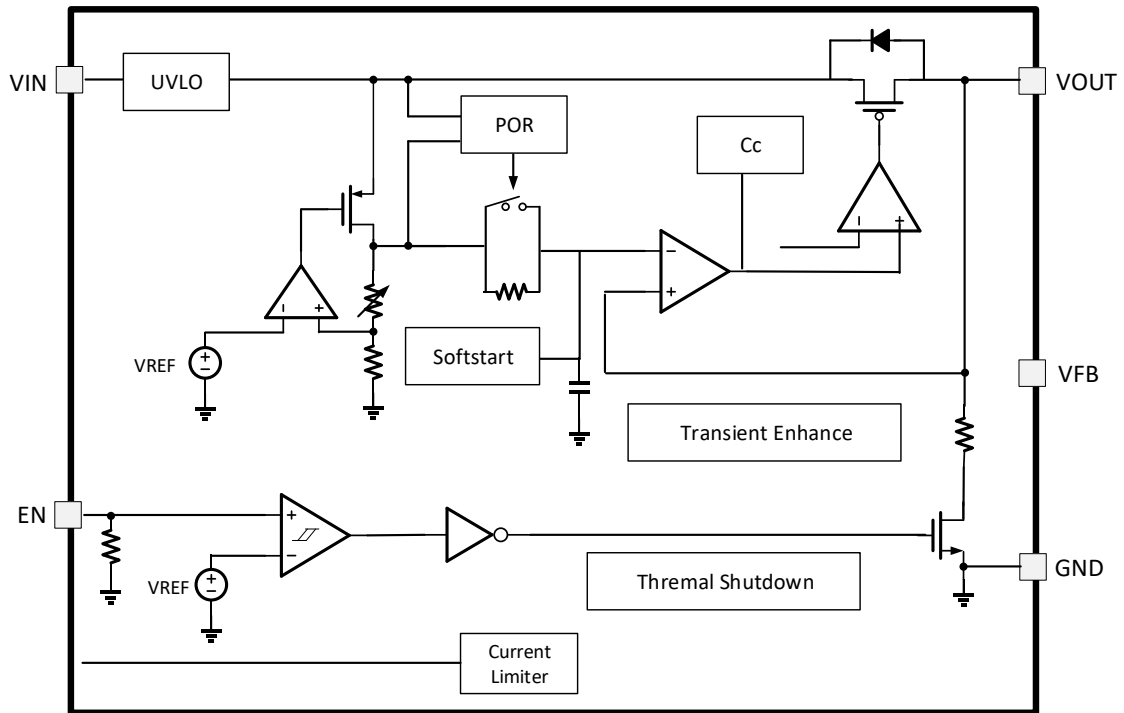 VIN
UVLO
VOUT
POR
Cc
VREF
Softstart
VFB
Transient Enhance
EN
VREF
Thremal Shutdown
GND
Current
Limiter